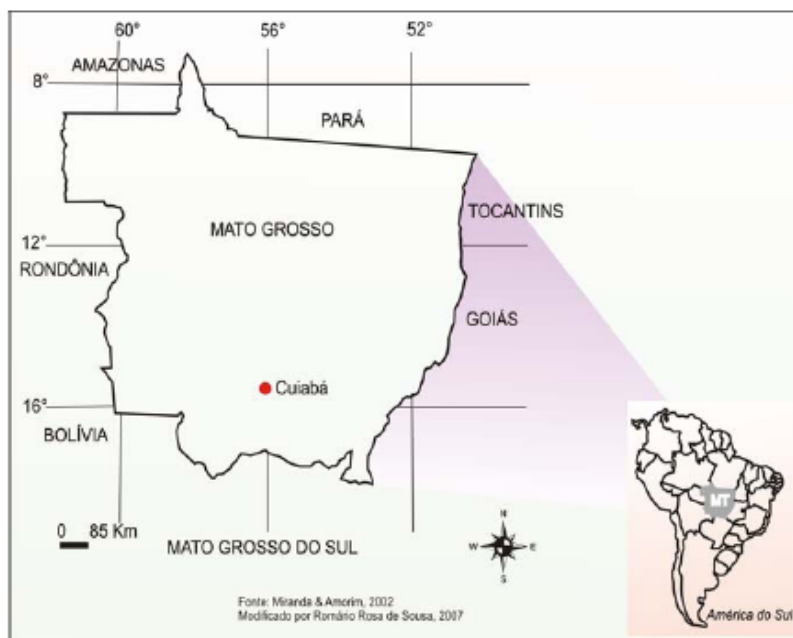 60° 56° 52°
AMAZONAS
8°
PARÁ
TOCANTINS
MATO GROSSO
12°
RONDÔNIA
GOIÁS
Cuiabá
16°
BOLÍVIA
MT
0 85 Km
N
W E
S
MATO GROSSO DO SUL
Fonte: Miranda & Amorim, 2002
Modificado por Romário Rosa de Sousa, 2007
América do Sul